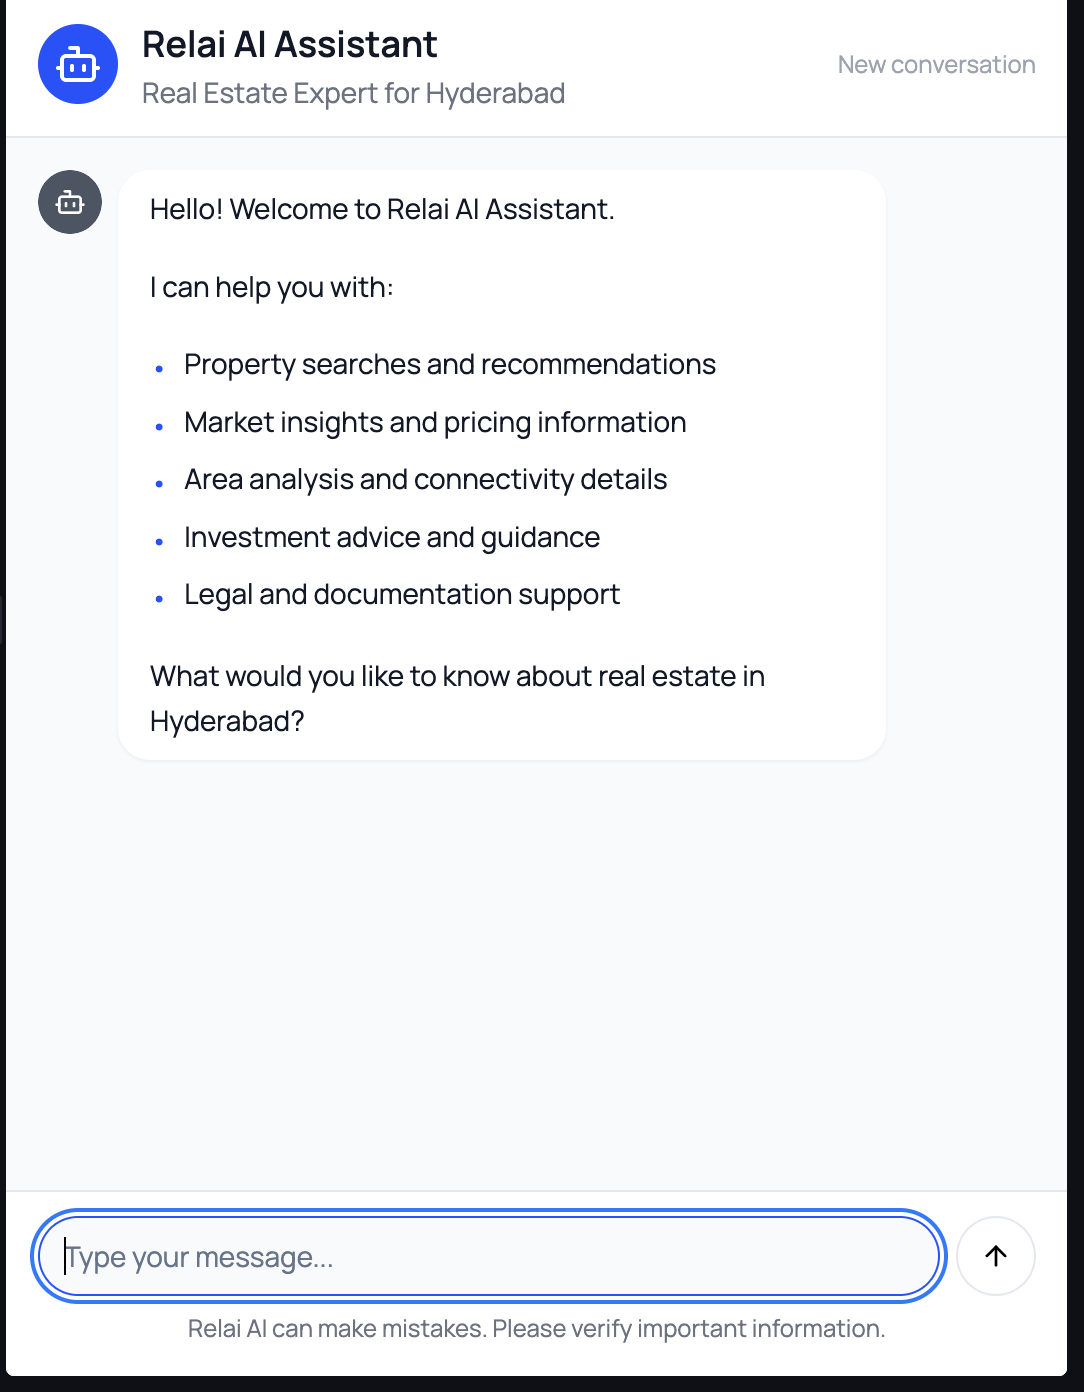 Relai AI Assistant
Real Estate Expert for Hyderabad
New conversation
Hello! Welcome to Relai AI Assistant.
I can help you with:
• Property searches and recommendations
• Market insights and pricing information
• Area analysis and connectivity details
• Investment advice and guidance
• Legal and documentation support
What would you like to know about real estate in
Hyderabad?
Type your message...
Relai AI can make mistakes. Please verify important information.